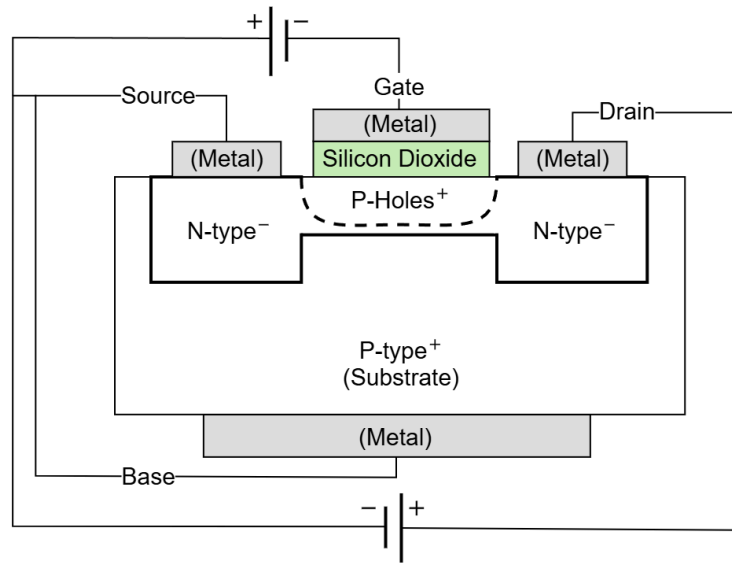 + −
Gate
Source
Drain
(Metal)
(Metal)
Silicon Dioxide
(Metal)
P-Holes⁺
N-type⁻
N-type⁻
P-type⁺
(Substrate)
(Metal)
Base
− +